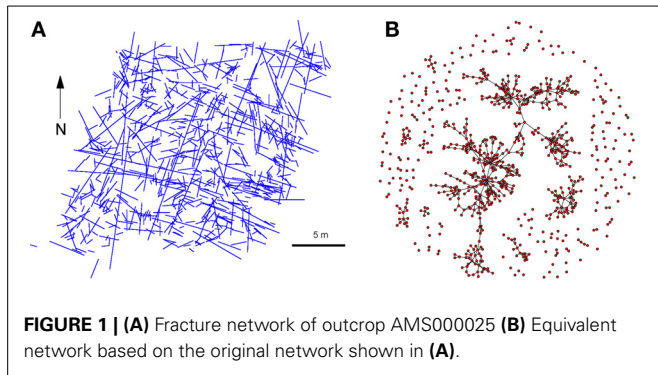 A
B
N
5 m
FIGURE 1 | (A) Fracture network of outcrop AMS000025 (B) Equivalent
network based on the original network shown in (A).